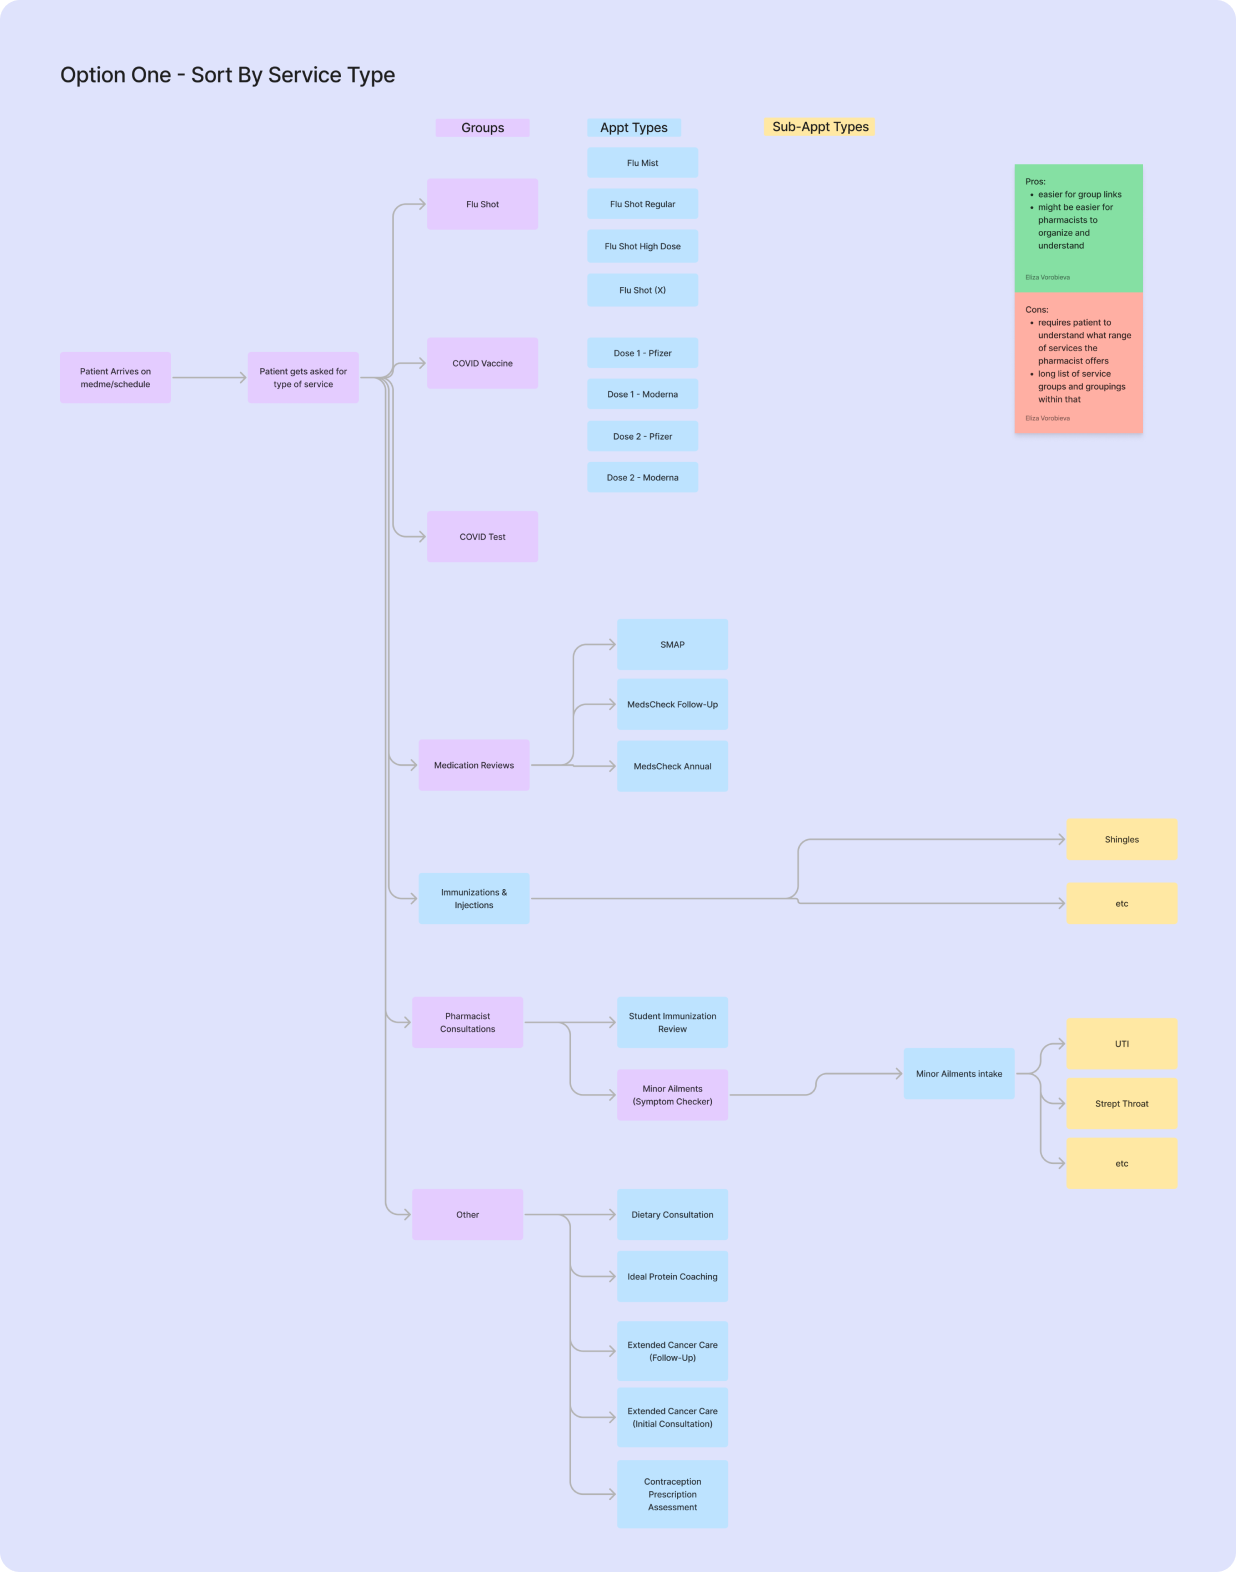 Option One - Sort By Service Type
Groups
Appt Types
Sub-Appt Types
Flu Mist
Flu Shot
Flu Shot Regular
Flu Shot High Dose
Flu Shot (X)
Pros:
• easier for group links
• might be easier for
pharmacists to
organize and
understand
Eliza Vorobieva
Cons:
• requires patient to
understand what range
of services the
pharmacist offers
• long list of service
groups and groupings
within that
Eliza Vorobieva
Patient Arrives on
medme/schedule
Patient gets asked for
type of service
COVID Vaccine
Dose 1 - Pfizer
Dose 1 - Moderna
Dose 2 - Pfizer
Dose 2 - Moderna
COVID Test
Medication Reviews
SMAP
MedsCheck Follow-Up
MedsCheck Annual
Immunizations &
Injections
Shingles
etc
Pharmacist
Consultations
Student Immunization
Review
Minor Ailments
(Symptom Checker)
Minor Ailments intake
UTI
Strept Throat
etc
Other
Dietary Consultation
Ideal Protein Coaching
Extended Cancer Care
(Follow-Up)
Extended Cancer Care
(Initial Consultation)
Contraception
Prescription
Assessment